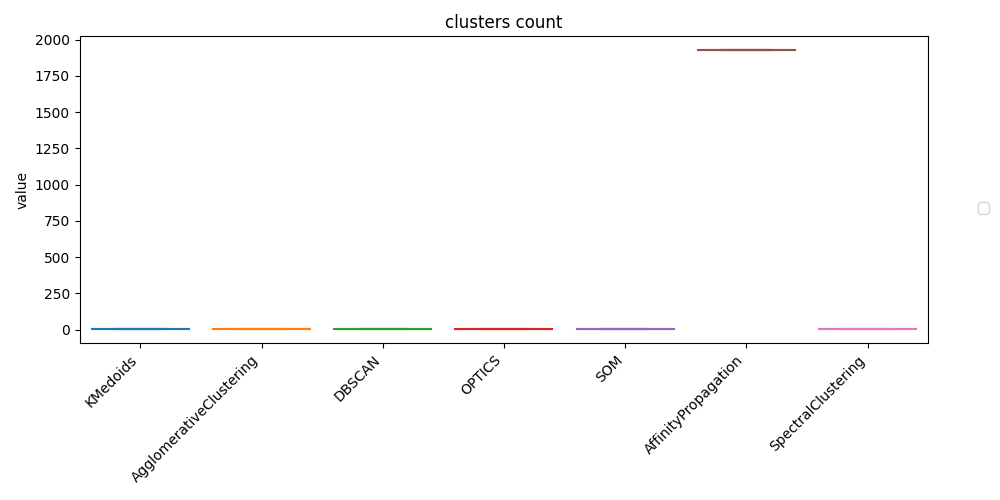 clusters count
value
2000
1750
1500
1250
1000
750
500
250
0
KMedoids
AgglomerativeClustering
DBSCAN
OPTICS
SOM
AffinityPropagation
SpectralClustering